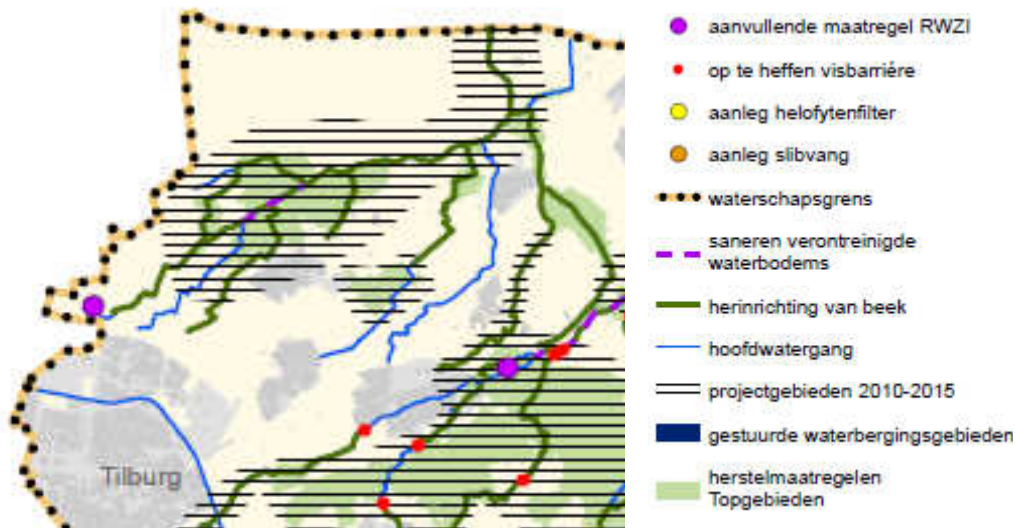 aanvullende maatregel RWZI
op te heffen visbarrière
aanleg helofytenfilter
aanleg slibvang
waterschapsgrens
saneren verontreinigde
waterbodems
herinrichting van beek
hoofdwatergang
projectgebieden 2010-2015
gestuurde waterbergingsgebieden
herstelmaatregelen
Topgebieden
Tilburg